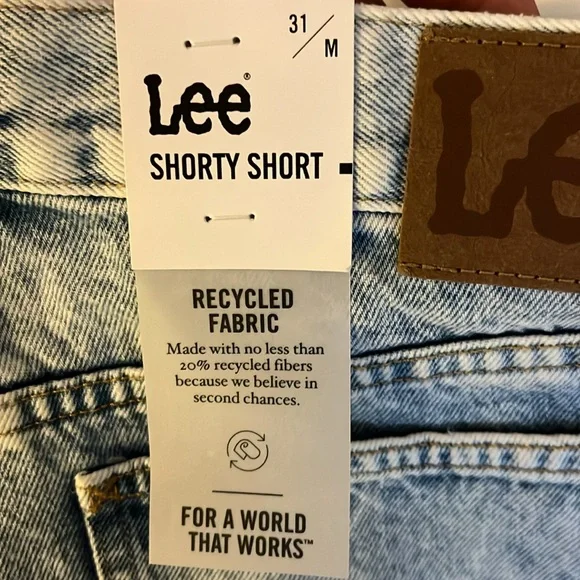 31
/
M
Lee®
SHORTY SHORT
RECYCLED
FABRIC
Made with no less than
20% recycled fibers
because we believe in
second chances.
FOR A WORLD
THAT WORKS™
Lee